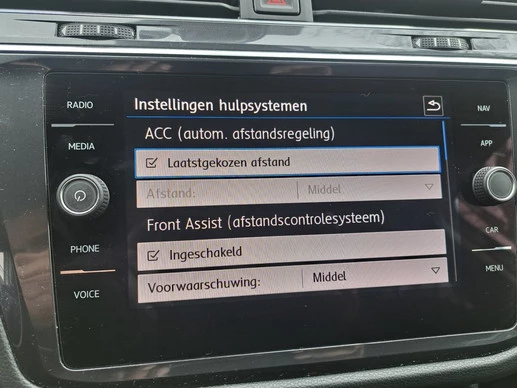 RADIO
MEDIA
PHONE
VOICE
Instellingen hulpsystemen
ACC (autom. afstandsregeling)
Laatstgekozen afstand
Afstand: Middel
Front Assist (afstandscontrolesysteem)
Ingeschakeld
Voorwaarschuwing: Middel
NAV
APP
CAR
MENU